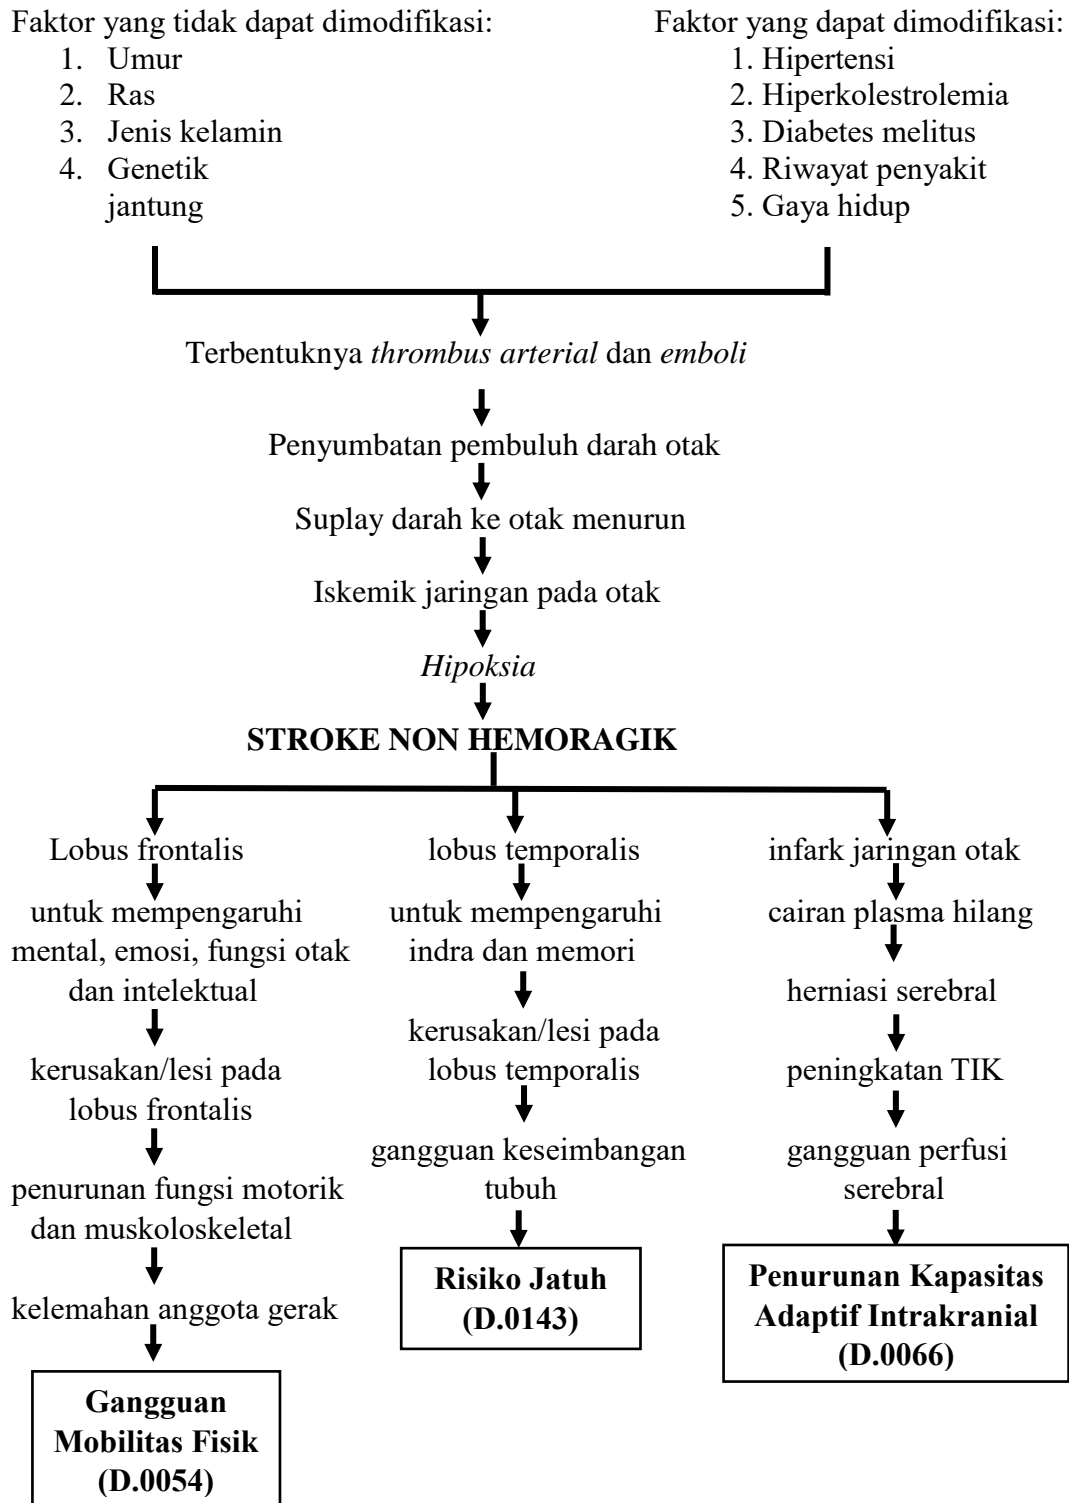 Faktor yang tidak dapat dimodifikasi:
1. Umur
2. Ras
3. Jenis kelamin
4. Genetik
jantung
Faktor yang dapat dimodifikasi:
1. Hipertensi
2. Hiperkolestrolemia
3. Diabetes melitus
4. Riwayat penyakit
5. Gaya hidup
Terbentuknya thrombus arterial dan emboli
Penyumbatan pembuluh darah otak
Suplay darah ke otak menurun
Iskemik jaringan pada otak
Hipoksia
STROKE NON HEMORAGIK
Lobus frontalis
untuk mempengaruhi
mental, emosi, fungsi otak
dan intelektual
kerusakan/lesi pada
lobus frontalis
penurunan fungsi motorik
dan muskoloskeletal
kelemahan anggota gerak
Gangguan
Mobilitas Fisik
(D.0054)
lobus temporalis
untuk mempengaruhi
indra dan memori
kerusakan/lesi pada
lobus temporalis
gangguan keseimbangan
tubuh
Risiko Jatuh
(D.0143)
infark jaringan otak
cairan plasma hilang
herniasi serebral
peningkatan TIK
gangguan perfusi
serebral
Penurunan Kapasitas
Adaptif Intrakranial
(D.0066)